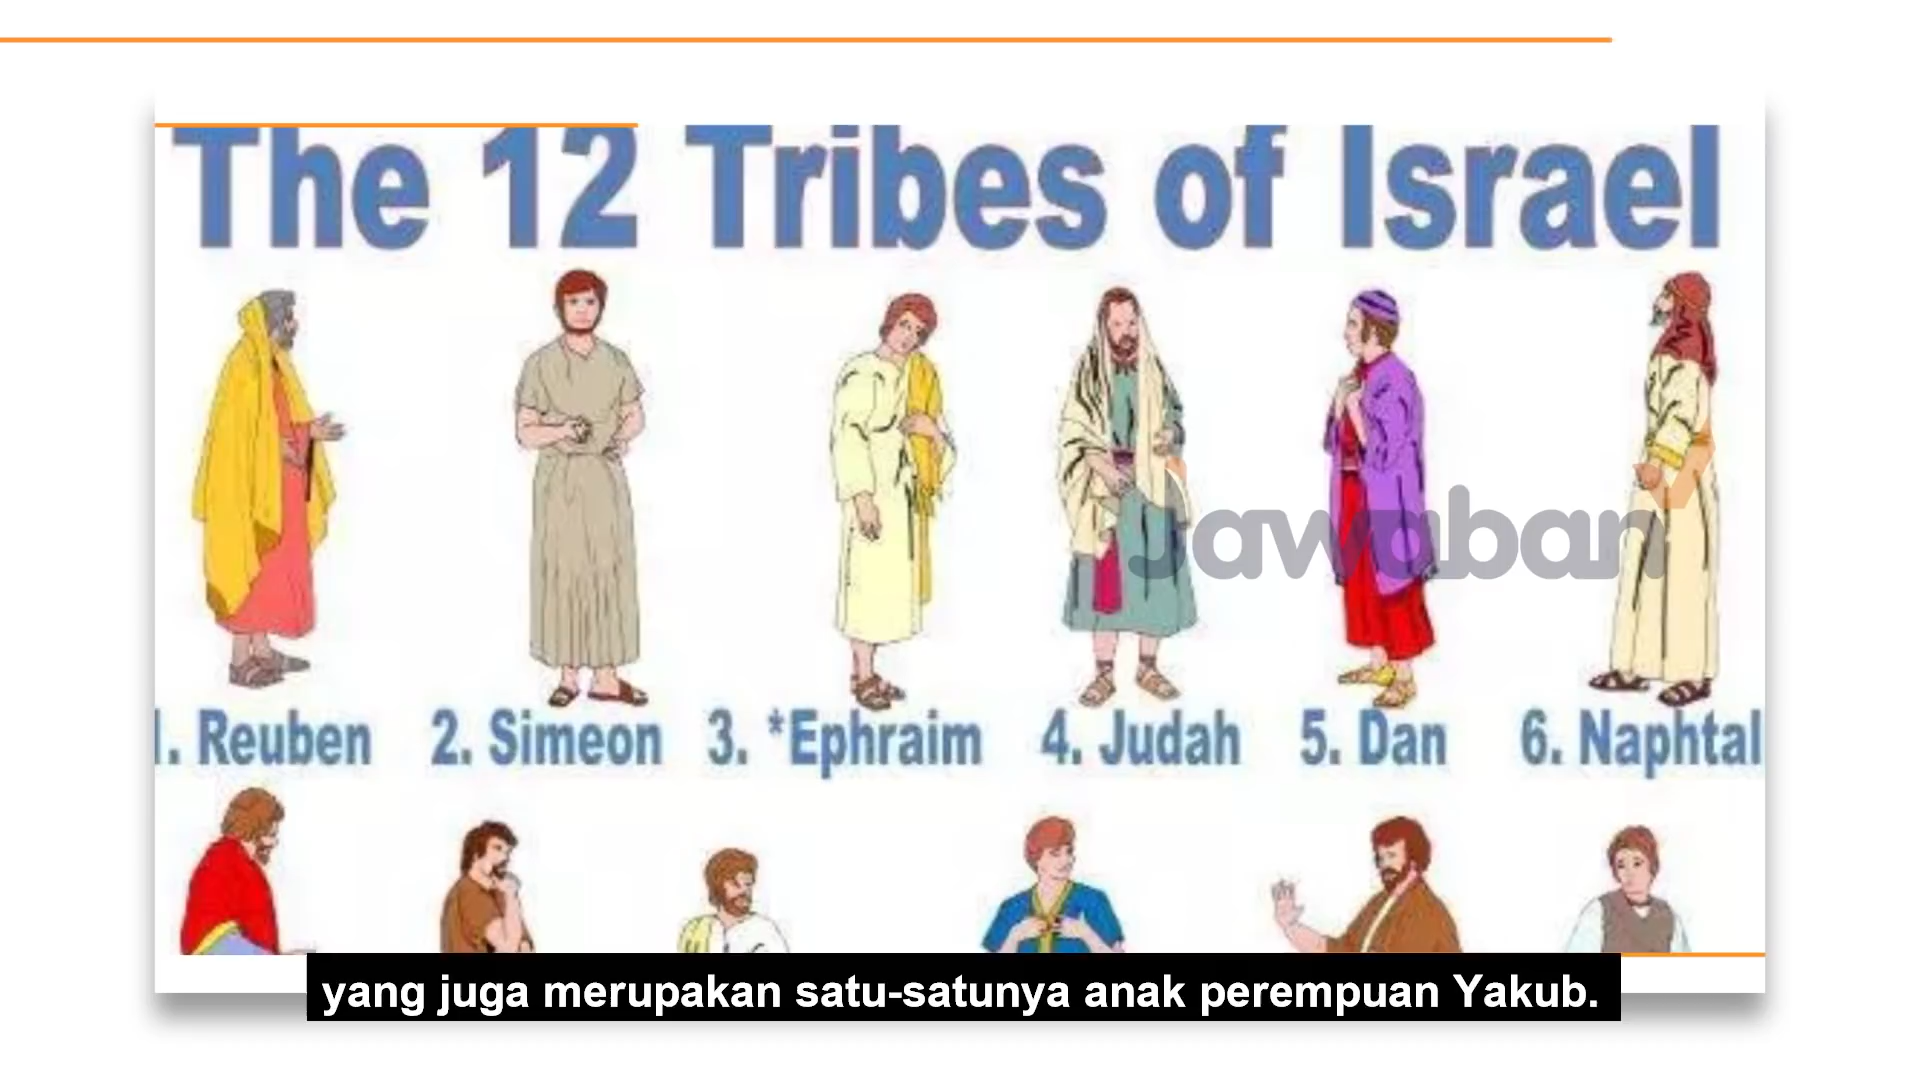 The 12 Tribes of Israel
1. Reuben 2. Simeon 3. *Ephraim 4. Judah 5. Dan 6. Naphtal
Jawaban
yang juga merupakan satu-satunya anak perempuan Yakub.